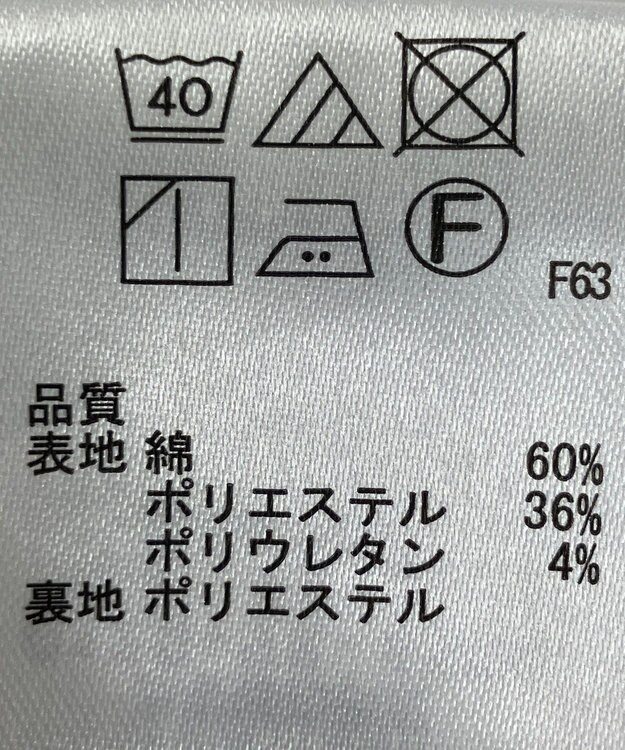 40
F
F63
品質
表地 綿 60%
ポリエステル 36%
ポリウレタン 4%
裏地 ポリエステル